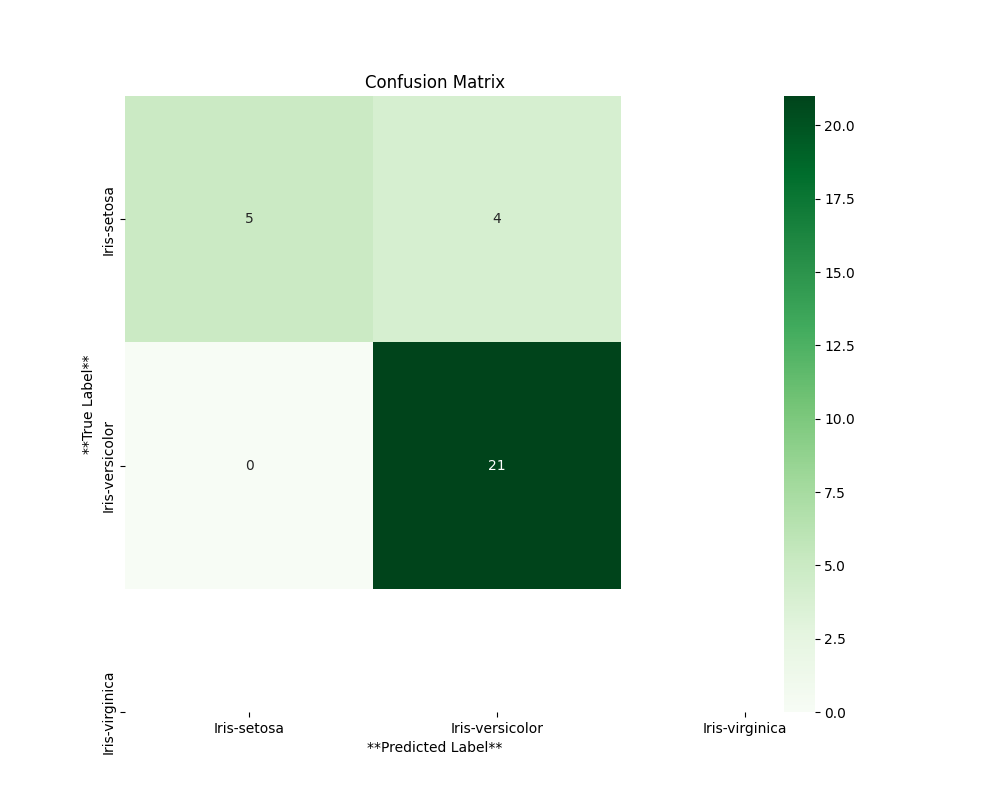 Confusion Matrix
Iris-setosa
5
4
Iris-versicolor
0
21
Iris-virginica
**True Label**
Iris-setosa
Iris-versicolor
Iris-virginica
**Predicted Label**
20.0
17.5
15.0
12.5
10.0
7.5
5.0
2.5
0.0